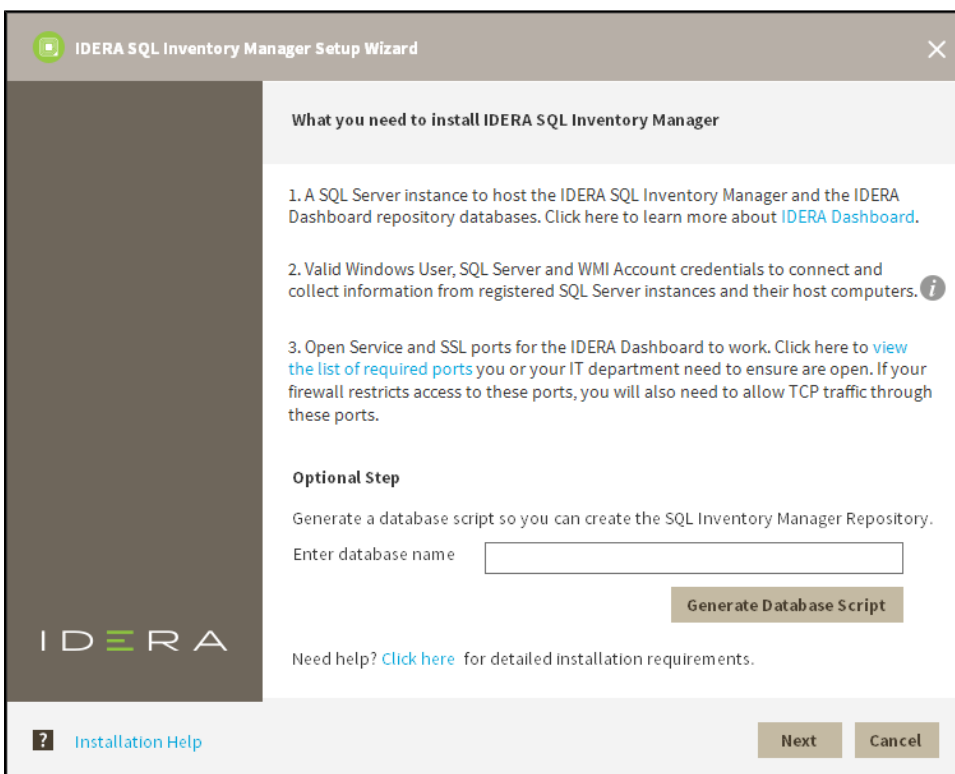 IDERA SQL Inventory Manager Setup Wizard
What you need to install IDERA SQL Inventory Manager
1. A SQL Server instance to host the IDERA SQL Inventory Manager and the IDERA
Dashboard repository databases. Click here to learn more about IDERA Dashboard.
2. Valid Windows User, SQL Server and WMI Account credentials to connect and
collect information from registered SQL Server instances and their host computers. i
3. Open Service and SSL ports for the IDERA Dashboard to work. Click here to view
the list of required ports you or your IT department need to ensure are open. If your
firewall restricts access to these ports, you will also need to allow TCP traffic through
these ports.
Optional Step
Generate a database script so you can create the SQL Inventory Manager Repository.
Enter database name
Generate Database Script
IDERA
Need help? Click here for detailed installation requirements.
? Installation Help
Next
Cancel